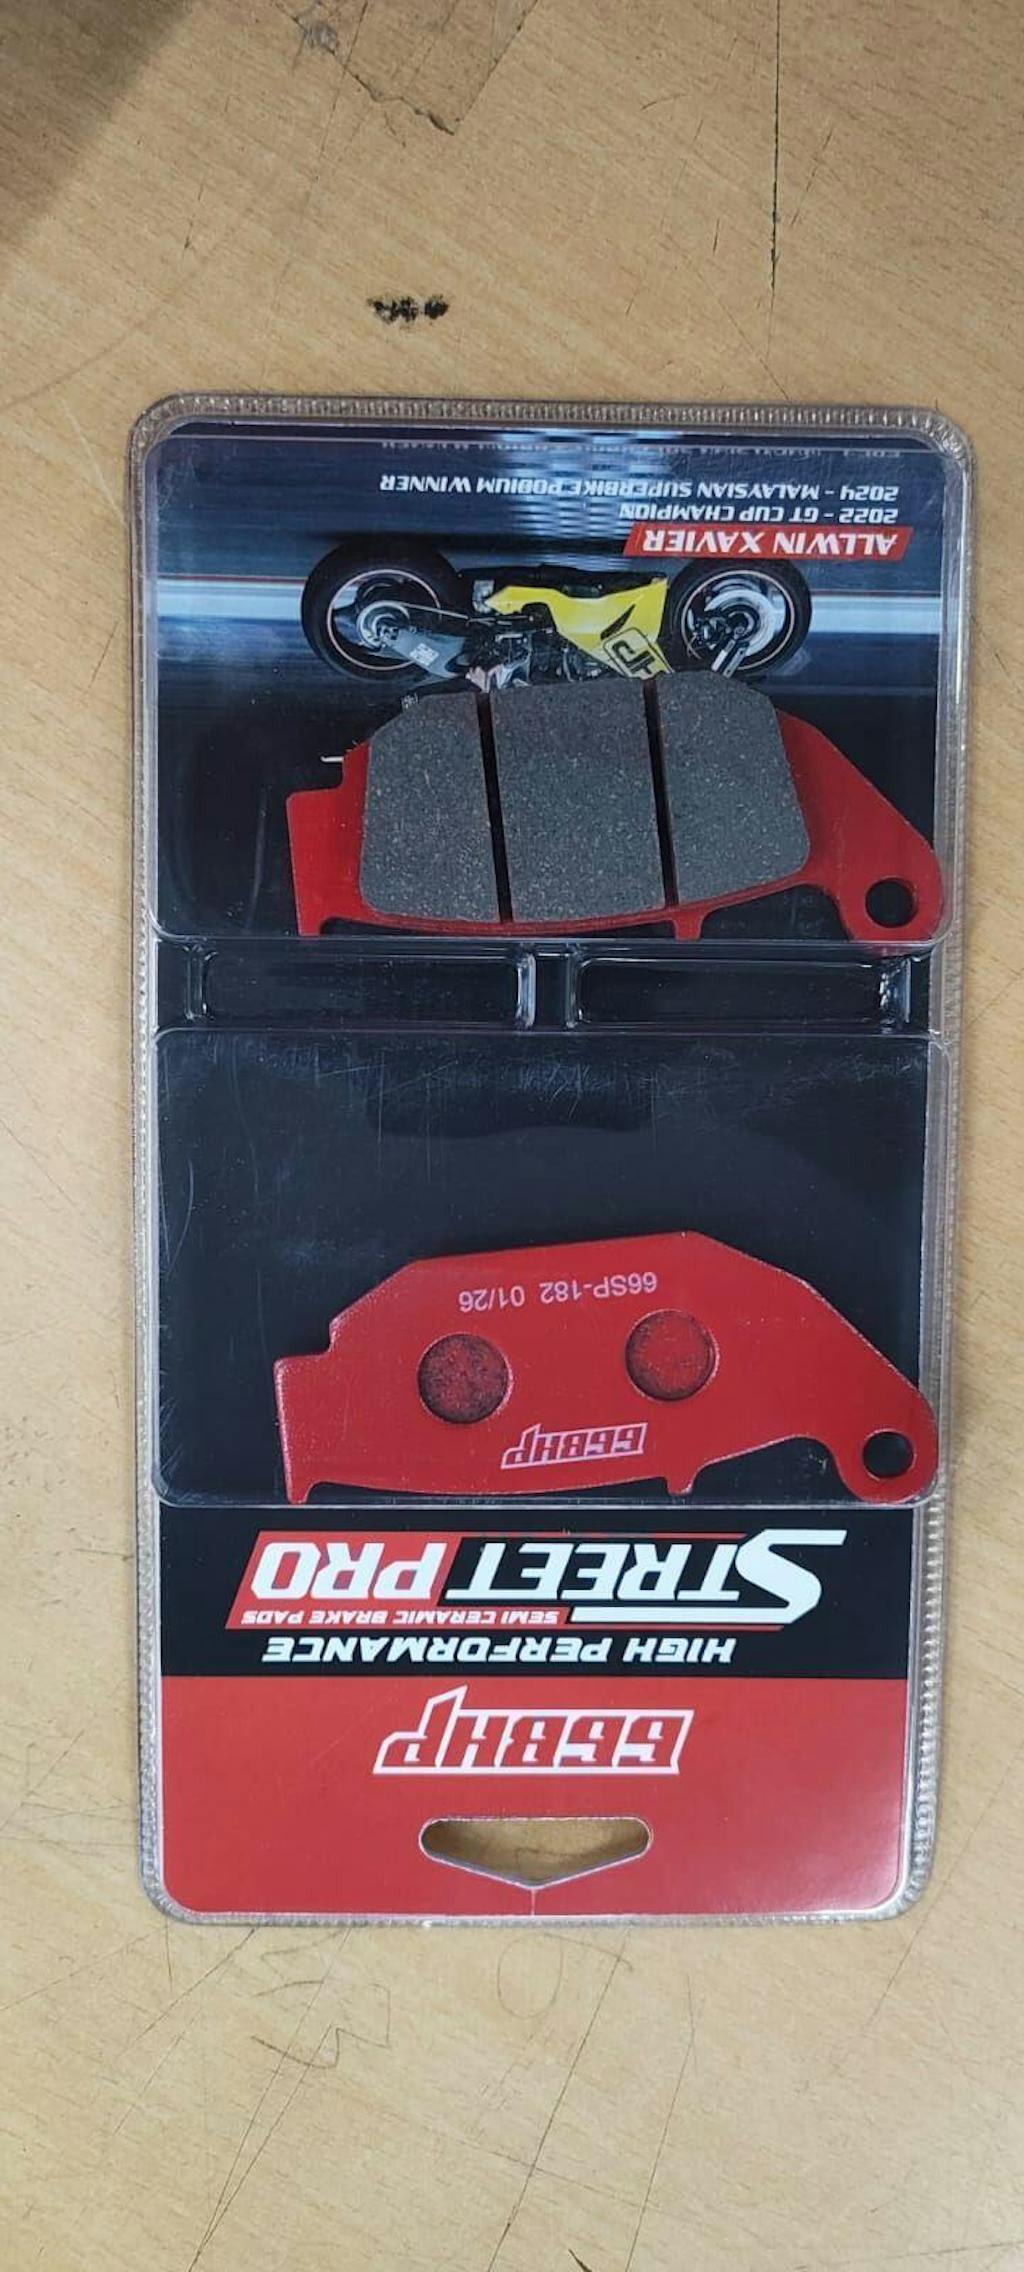 66BHP
HIGH PERFORMANCE
STREET PRO
SEMI CERAMIC BRAKE PADS
66BHP
66SP-182 01/26
ALLWIN XAVIER
2022 - GT CUP CHAMPION
2024 - MALAYSIAN SUPERBIKE PODIUM WINNER